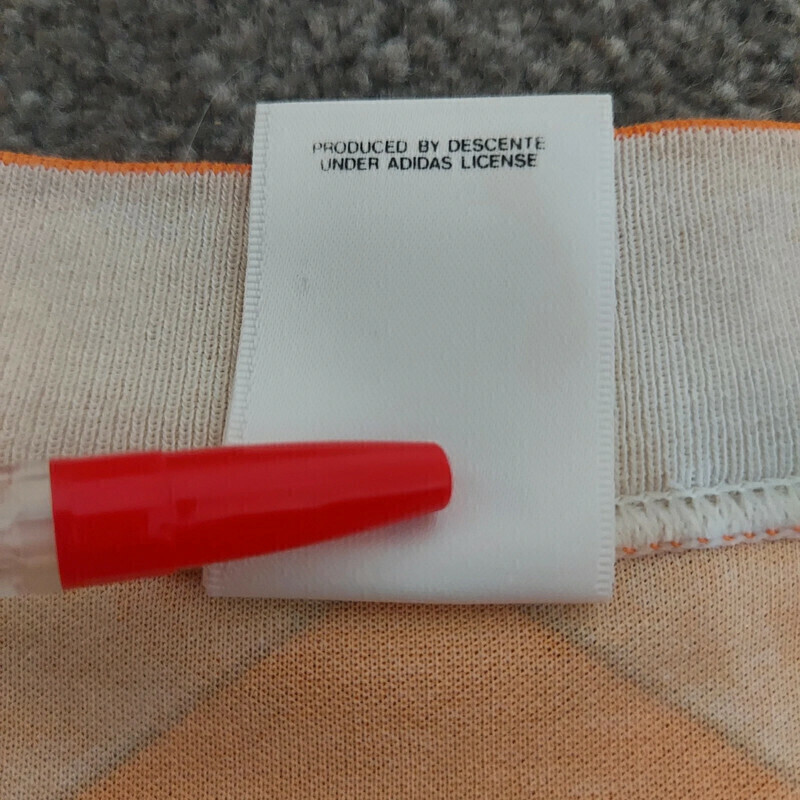 PRODUCED BY DESCENTE
UNDER ADIDAS LICENSE